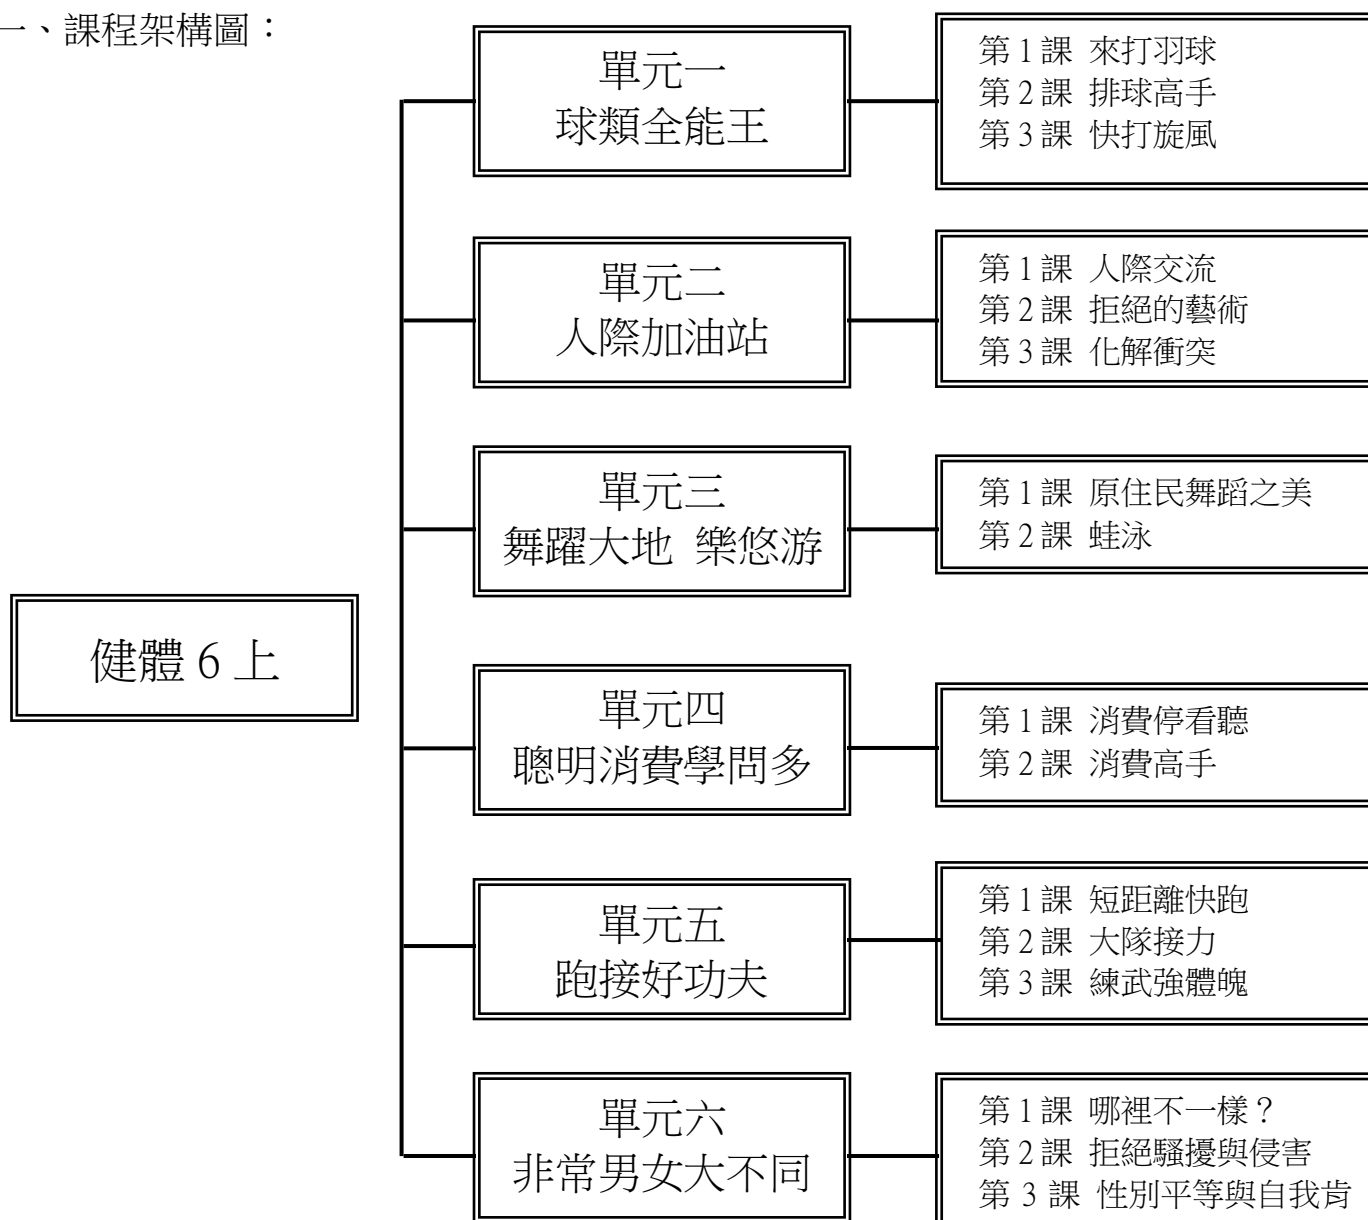 一、課程架構圖：
健體 6 上
單元一
球類全能王
第 1 課 來打羽球
第 2 課 排球高手
第 3 課 快打旋風
單元二
人際加油站
第 1 課 人際交流
第 2 課 拒絕的藝術
第 3 課 化解衝突
單元三
舞躍大地 樂悠游
第 1 課 原住民舞蹈之美
第 2 課 蛙泳
單元四
聰明消費學問多
第 1 課 消費停看聽
第 2 課 消費高手
單元五
跑接好功夫
第 1 課 短距離快跑
第 2 課 大隊接力
第 3 課 練武強體魄
單元六
非常男女大不同
第 1 課 哪裡不一樣？
第 2 課 拒絕騷擾與侵害
第 3 課 性別平等與自我肯